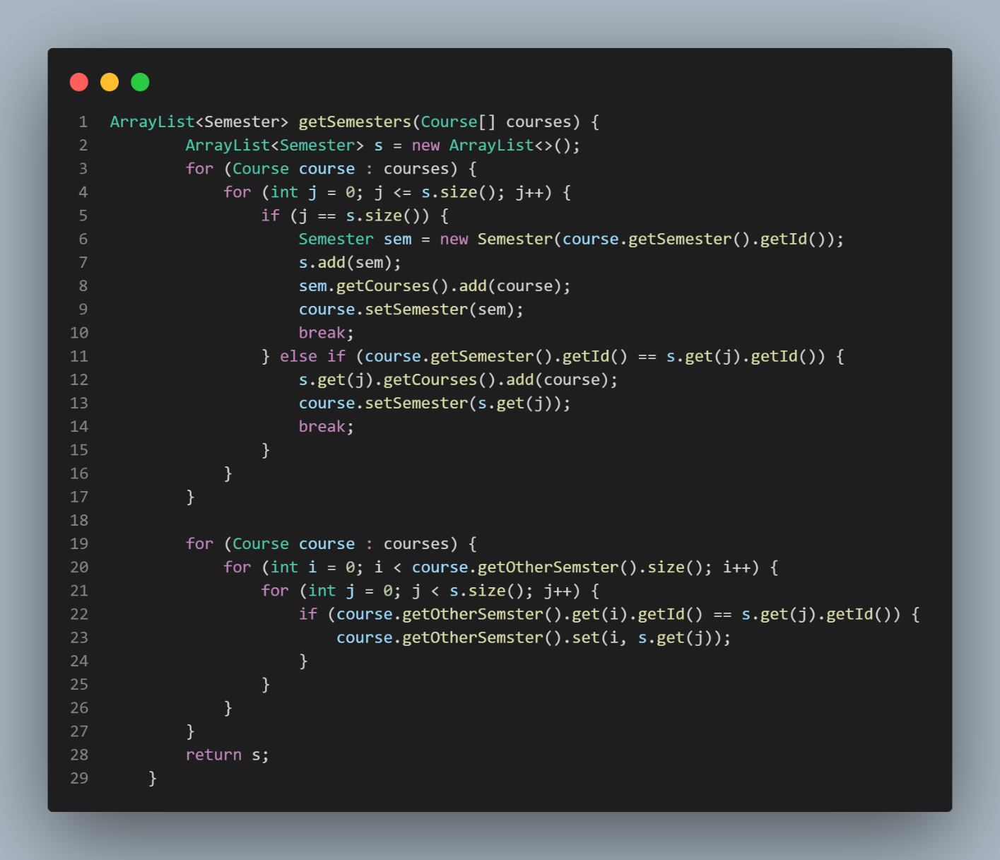 1 ArrayList<Semester> getSemesters(Course[] courses) {
2         ArrayList<Semester> s = new ArrayList<>();
3         for (Course course : courses) {
4             for (int j = 0; j <= s.size(); j++) {
5                 if (j == s.size()) {
6                     Semester sem = new Semester(course.getSemester().getId());
7                     s.add(sem);
8                     sem.getCourses().add(course);
9                     course.setSemester(sem);
10                     break;
11                 } else if (course.getSemester().getId() == s.get(j).getId()) {
12                     s.get(j).getCourses().add(course);
13                     course.setSemester(s.get(j));
14                     break;
15                 }
16             }
17         }
18
19         for (Course course : courses) {
20             for (int i = 0; i < course.getOtherSemster().size(); i++) {
21                 for (int j = 0; j < s.size(); j++) {
22                     if (course.getOtherSemster().get(i).getId() == s.get(j).getId()) {
23                         course.getOtherSemster().set(i, s.get(j));
24                     }
25                 }
26             }
27         }
28         return s;
29     }